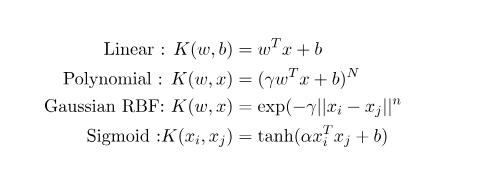 Linear : K(w, b) = w^T x + b
Polynomial : K(w, x) = (γw^T x + b)^N
Gaussian RBF: K(w, x) = exp(−γ||x_i − x_j||^n
Sigmoid :K(x_i, x_j) = tanh(αx_i^T x_j + b)